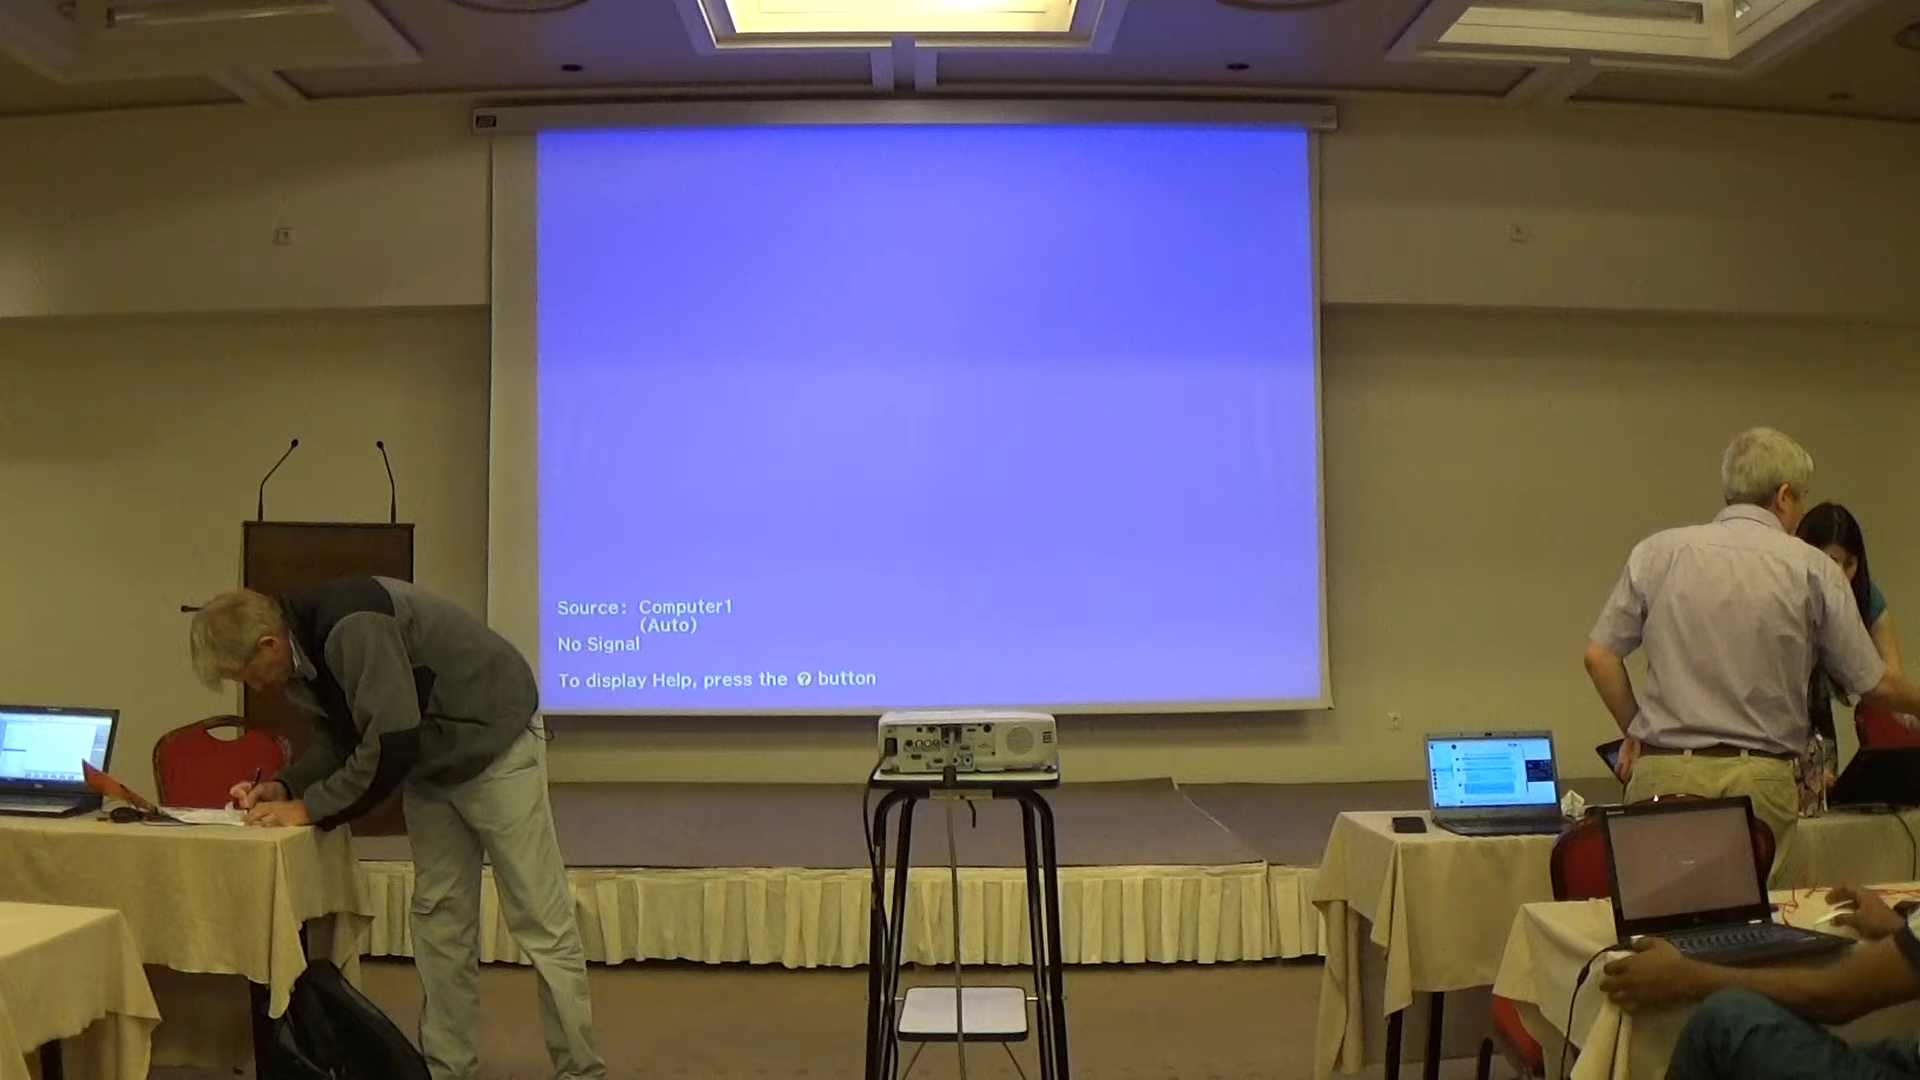 Source: Computer1
(Auto)
No Signal
To display Help, press the ? button